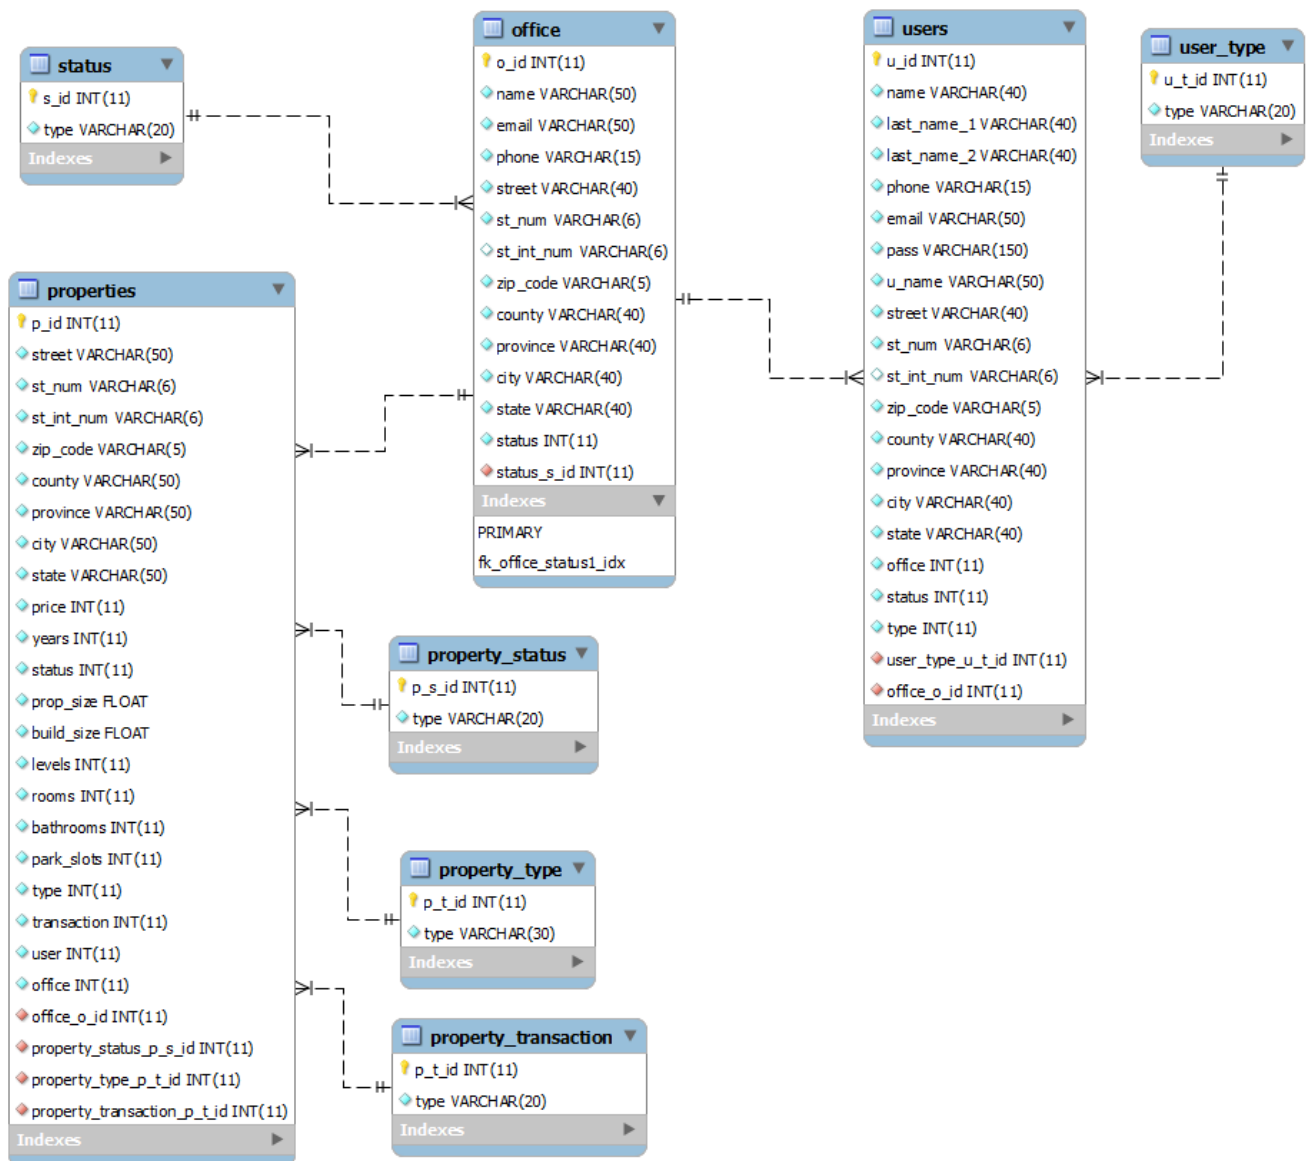 status
s_id INT(11)
type VARCHAR(20)
Indexes
office
o_id INT(11)
name VARCHAR(50)
email VARCHAR(50)
phone VARCHAR(15)
street VARCHAR(40)
st_num VARCHAR(6)
st_int_num VARCHAR(6)
zip_code VARCHAR(5)
county VARCHAR(40)
province VARCHAR(40)
city VARCHAR(40)
state VARCHAR(40)
status INT(11)
status_s_id INT(11)
Indexes
PRIMARY
fk_office_status1_idx
users
u_id INT(11)
name VARCHAR(40)
last_name_1 VARCHAR(40)
last_name_2 VARCHAR(40)
phone VARCHAR(15)
email VARCHAR(50)
pass VARCHAR(150)
u_name VARCHAR(50)
street VARCHAR(40)
st_num VARCHAR(6)
st_int_num VARCHAR(6)
zip_code VARCHAR(5)
county VARCHAR(40)
province VARCHAR(40)
city VARCHAR(40)
state VARCHAR(40)
office INT(11)
status INT(11)
type INT(11)
user_type_u_t_id INT(11)
office_o_id INT(11)
Indexes
user_type
u_t_id INT(11)
type VARCHAR(20)
Indexes
properties
p_id INT(11)
street VARCHAR(50)
st_num VARCHAR(6)
st_int_num VARCHAR(6)
zip_code VARCHAR(5)
county VARCHAR(50)
province VARCHAR(50)
city VARCHAR(50)
state VARCHAR(50)
price INT(11)
years INT(11)
status INT(11)
prop_size FLOAT
build_size FLOAT
levels INT(11)
rooms INT(11)
bathrooms INT(11)
park_slots INT(11)
type INT(11)
transaction INT(11)
user INT(11)
office INT(11)
office_o_id INT(11)
property_status_p_s_id INT(11)
property_type_p_t_id INT(11)
property_transaction_p_t_id INT(11)
Indexes
property_status
p_s_id INT(11)
type VARCHAR(20)
Indexes
property_type
p_t_id INT(11)
type VARCHAR(30)
Indexes
property_transaction
p_t_id INT(11)
type VARCHAR(20)
Indexes